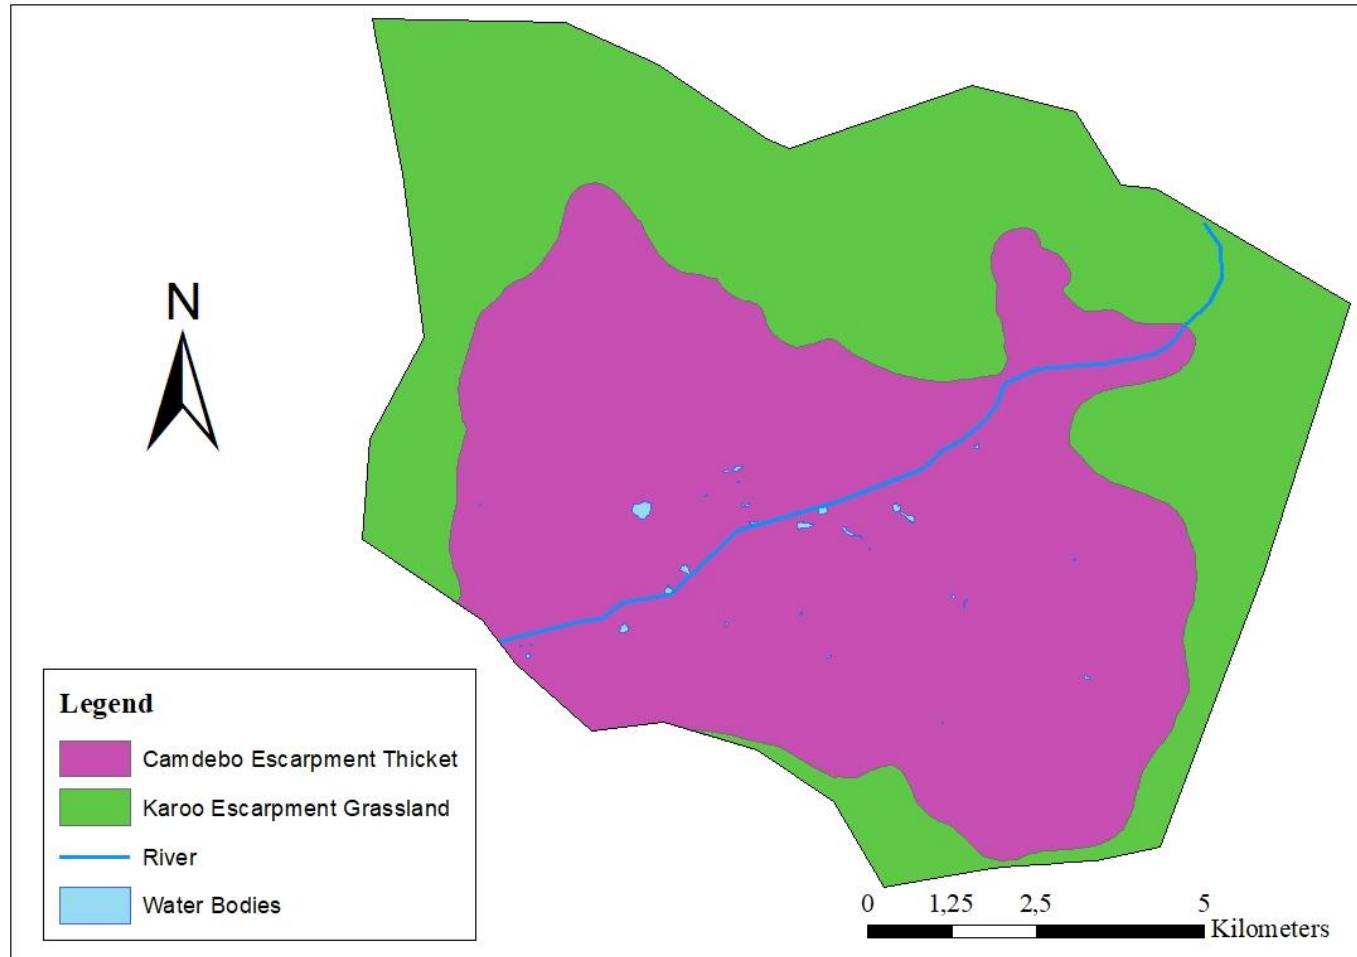 N
Legend
Camdebo Escarpment Thicket
Karoo Escarpment Grassland
River
Water Bodies
0 1,25 2,5 5
Kilometers